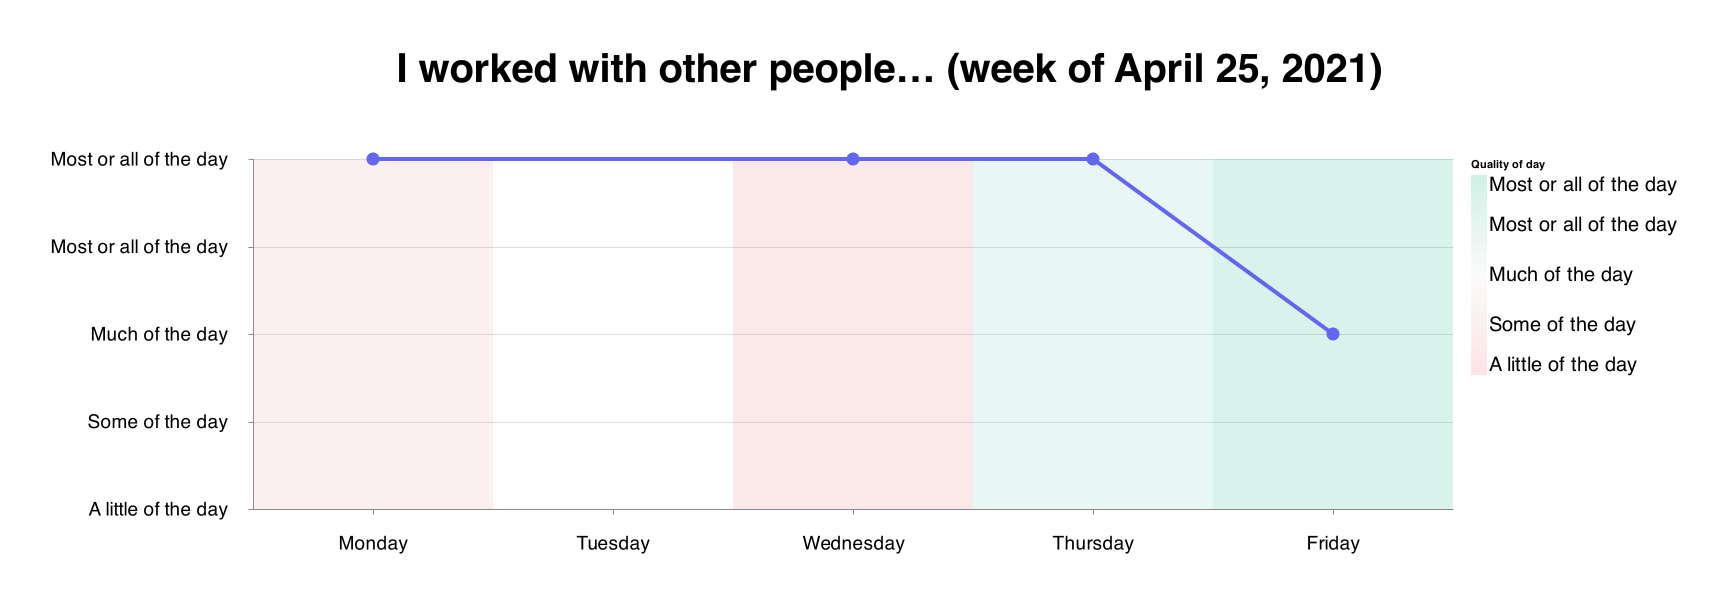 I worked with other people… (week of April 25, 2021)
Most or all of the day
Most or all of the day
Much of the day
Some of the day
A little of the day
Monday
Tuesday
Wednesday
Thursday
Friday
Quality of day
Most or all of the day
Most or all of the day
Much of the day
Some of the day
A little of the day